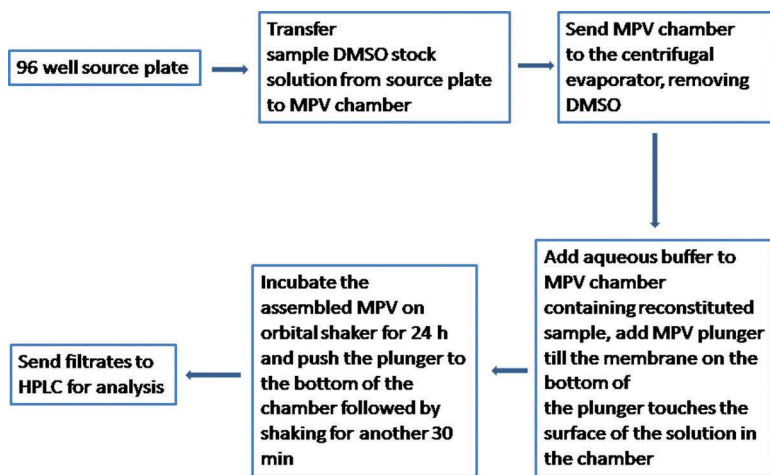 96 well source plate
Transfer
sample DMSO stock
solution from source plate
to MPV chamber
Send MPV chamber
to the centrifugal
evaporator, removing
DMSO
Add aqueous buffer to
MPV chamber
containing reconstituted
sample, add MPV plunger
till the membrane on the
bottom of
the plunger touches the
surface of the solution in
the chamber
Incubate the
assembled MPV on
orbital shaker for 24 h
and push the plunger to
the bottom of the
chamber followed by
shaking for another 30
min
Send filtrates to
HPLC for analysis